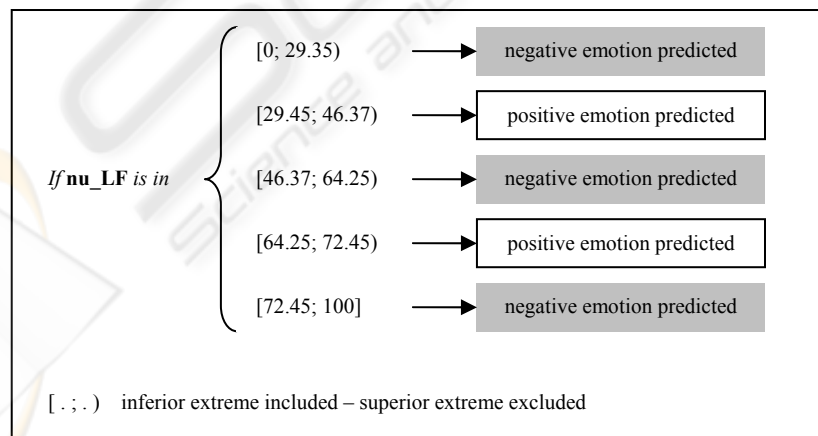 [0; 29.35) negative emotion predicted
[29.45; 46.37) positive emotion predicted
If nu_LF is in [46.37; 64.25) negative emotion predicted
[64.25; 72.45) positive emotion predicted
[72.45; 100] negative emotion predicted
[ . ; . ) inferior extreme included – superior extreme excluded
Science and